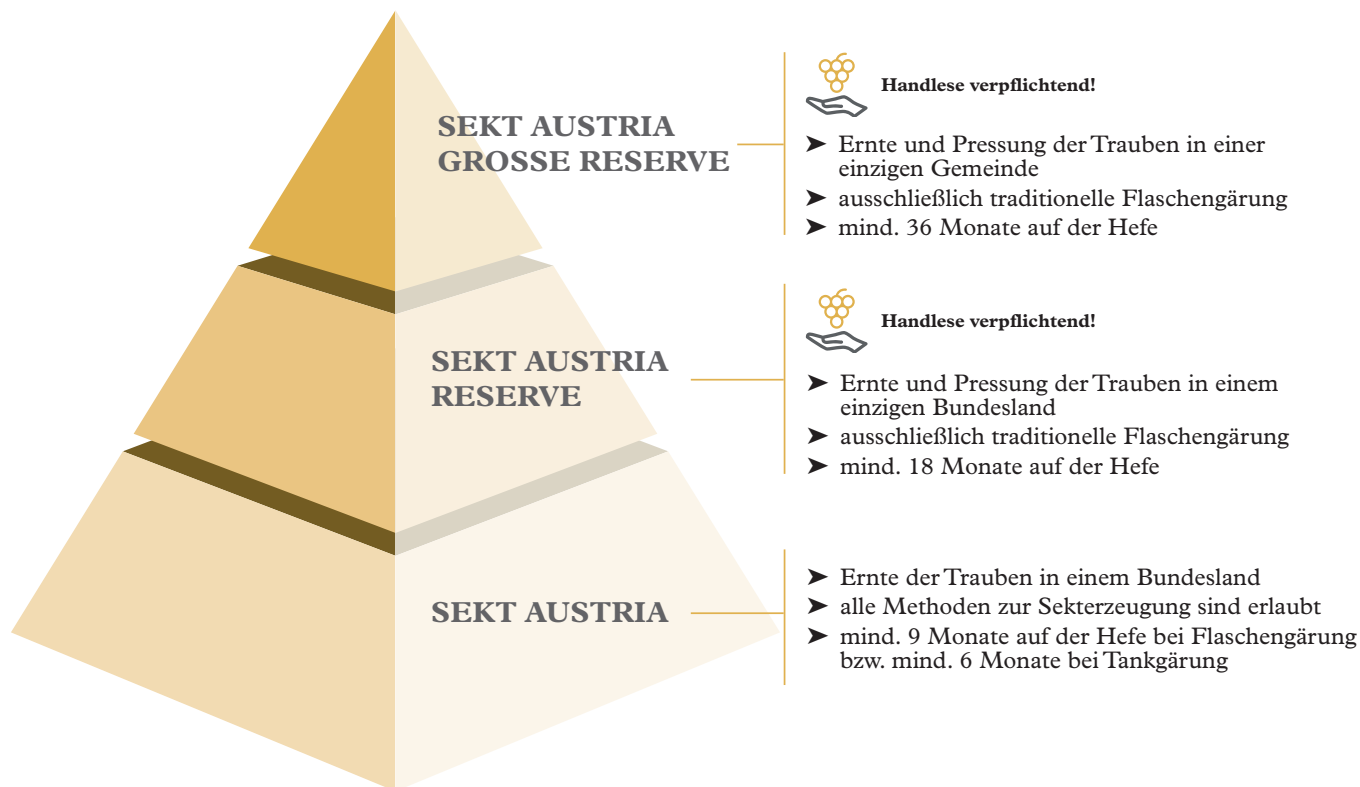 SEKT AUSTRIA
GROSSE RESERVE
Handlese verpflichtend!
➤ Ernte und Pressung der Trauben in einer
einzigen Gemeinde
➤ ausschließlich traditionelle Flaschengärung
➤ mind. 36 Monate auf der Hefe
SEKT AUSTRIA
RESERVE
Handlese verpflichtend!
➤ Ernte und Pressung der Trauben in einem
einzigen Bundesland
➤ ausschließlich traditionelle Flaschengärung
➤ mind. 18 Monate auf der Hefe
SEKT AUSTRIA
➤ Ernte der Trauben in einem Bundesland
➤ alle Methoden zur Sekterzeugung sind erlaubt
➤ mind. 9 Monate auf der Hefe bei Flaschengärung
bzw. mind. 6 Monate bei Tankgärung